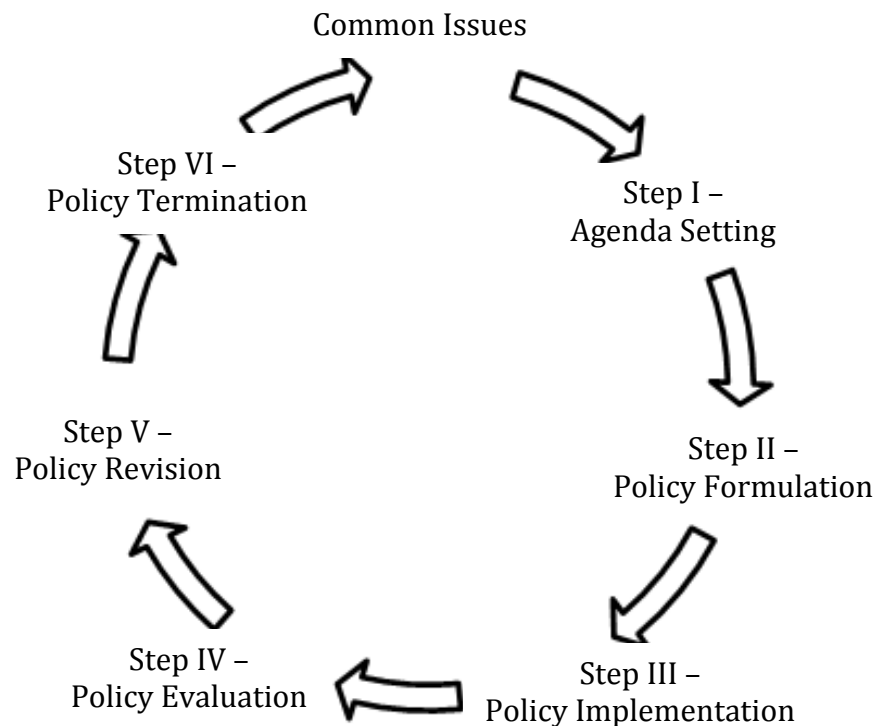 Common Issues
Step I –
Agenda Setting
Step II –
Policy Formulation
Step III –
Policy Implementation
Step IV –
Policy Evaluation
Step V –
Policy Revision
Step VI –
Policy Termination